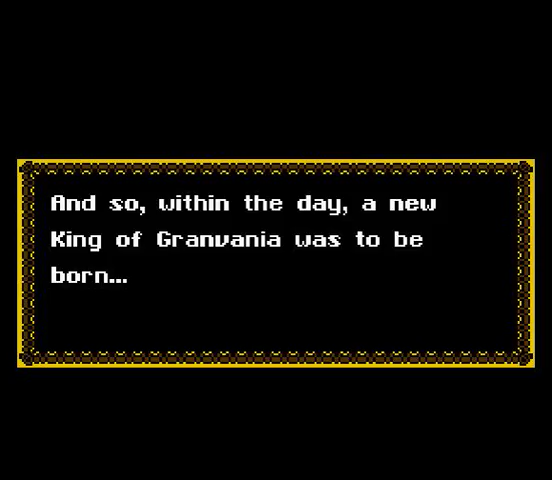 And so, within the day, a new
King of Granvania was to be
born...